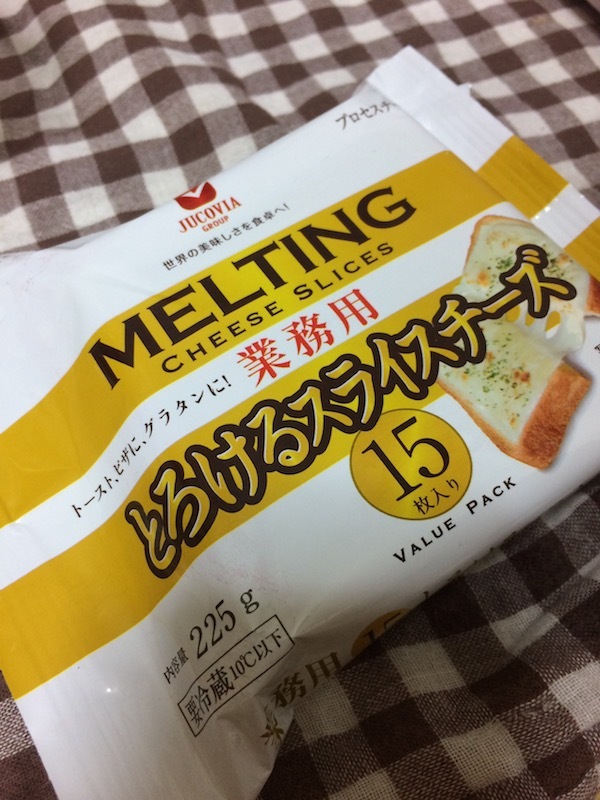 プロセスチ
JUCOVIA
GROUP
世界の美味しさを食卓へ!
MELTING
CHEESE SLICES
業務用
トースト、ピザに、グラタンに!
とろけるスライスチーズ
15
枚入り
VALUE PACK
内容量 225g
要冷蔵10℃以下
務用
15